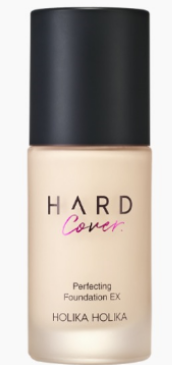 HARD
Cover.
Perfecting
Foundation EX
HOLIKA HOLIKA